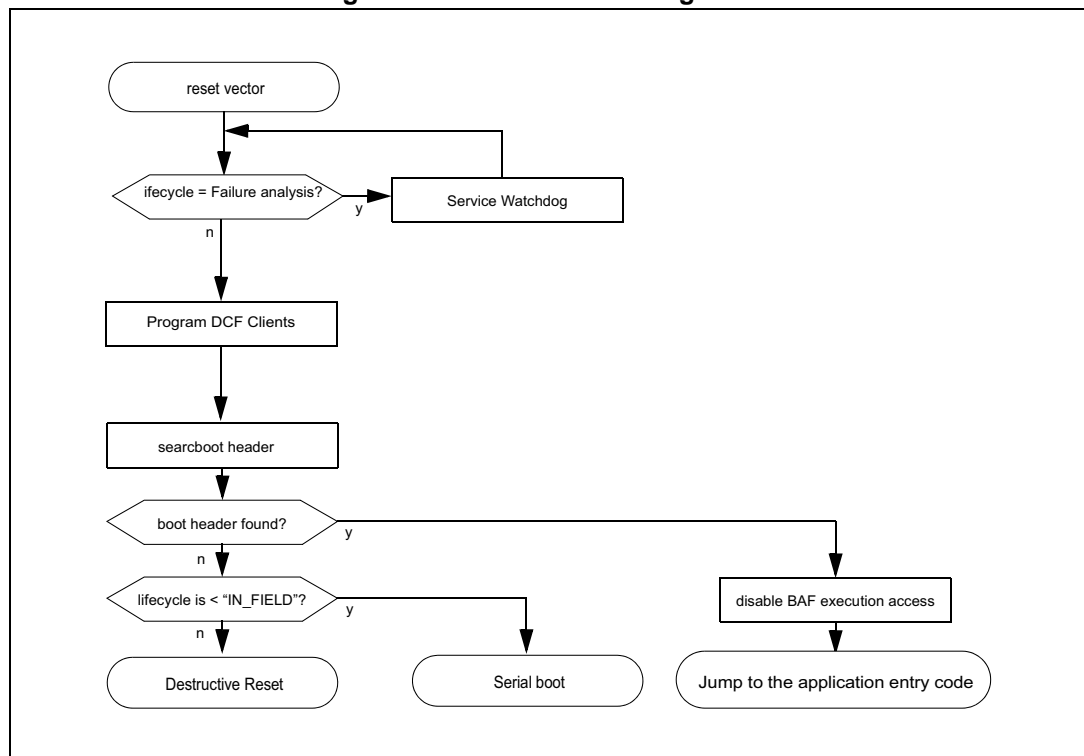 reset vector
ifecycle = Failure analysis?
y
Service Watchdog
n
Program DCF Clients
searcboot header
boot header found?
y
n
lifecycle is < “IN_FIELD”?
y
disable BAF execution access
n
Destructive Reset
Serial boot
Jump to the application entry code